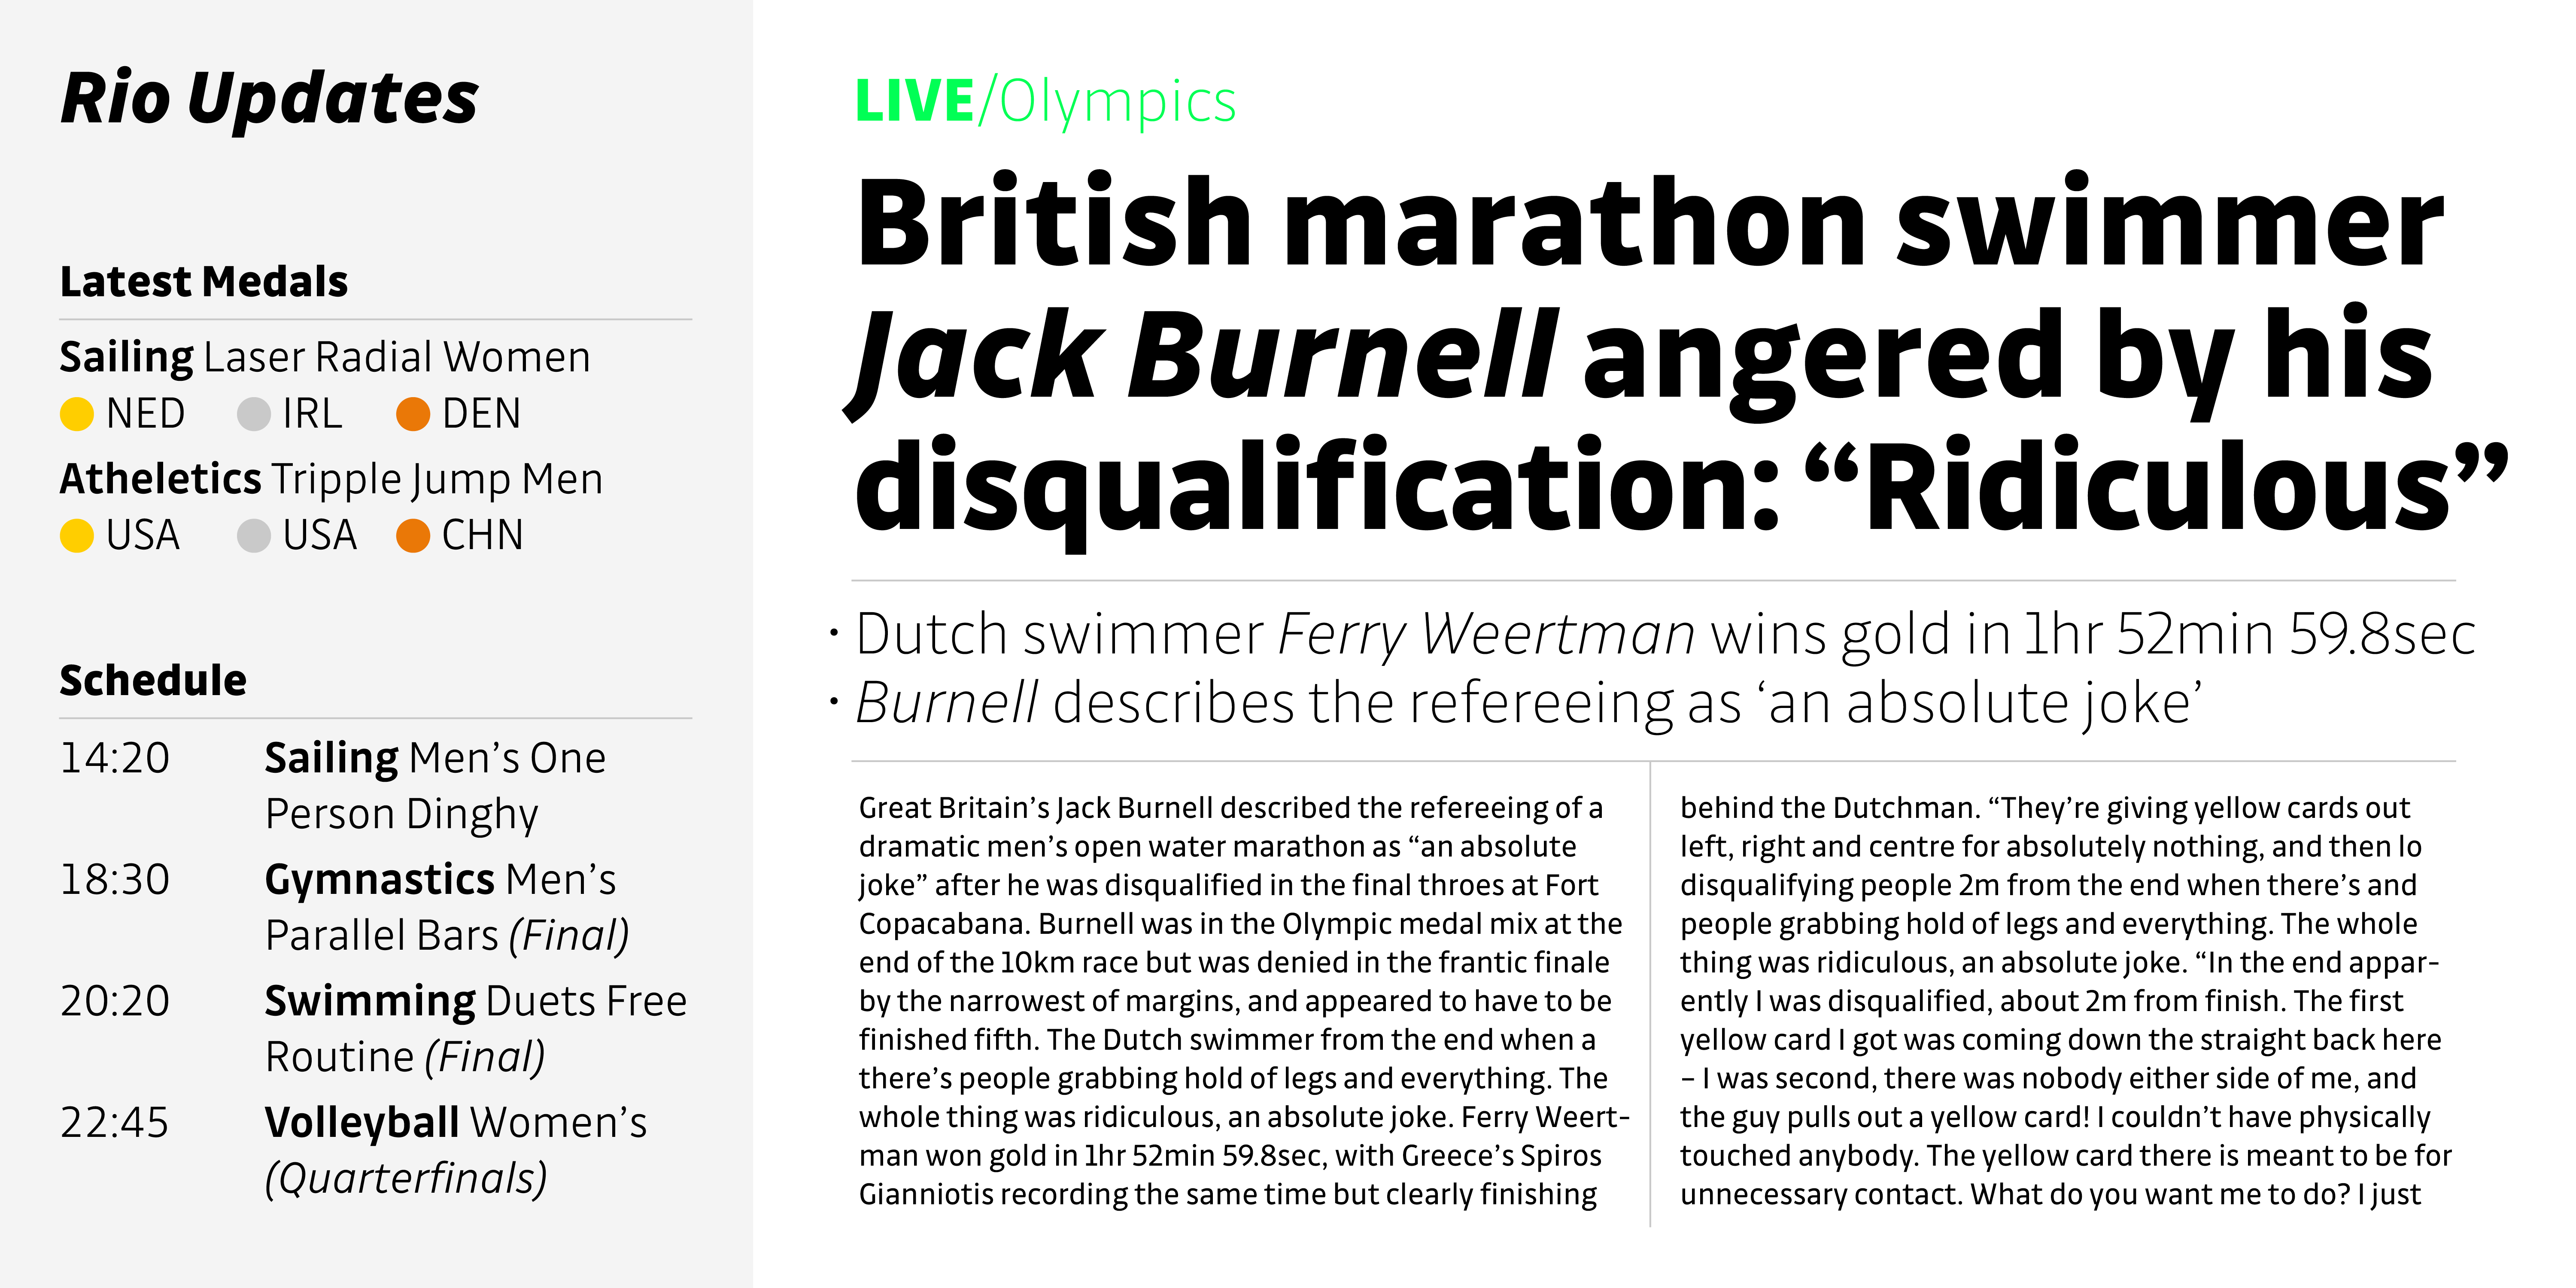 Rio Updates
Latest Medals
Sailing Laser Radial Women
NED IRL DEN
Atheletics Tripple Jump Men
USA USA CHN
Schedule
14:20 Sailing Men’s One
Person Dinghy
18:30 Gymnastics Men’s
Parallel Bars (Final)
20:20 Swimming Duets Free
Routine (Final)
22:45 Volleyball Women’s
(Quarterfinals)
LIVE/Olympics
British marathon swimmer
Jack Burnell angered by his
disqualification: “Ridiculous”
· Dutch swimmer Ferry Weertman wins gold in 1hr 52min 59.8sec
· Burnell describes the refereeing as ‘an absolute joke’
Great Britain’s Jack Burnell described the refereeing of a
dramatic men’s open water marathon as “an absolute
joke” after he was disqualified in the final throes at Fort
Copacabana. Burnell was in the Olympic medal mix at the
end of the 10km race but was denied in the frantic finale
by the narrowest of margins, and appeared to have to be
finished fifth. The Dutch swimmer from the end when a
there’s people grabbing hold of legs and everything. The
whole thing was ridiculous, an absolute joke. Ferry Weert-
man won gold in 1hr 52min 59.8sec, with Greece’s Spiros
Gianniotis recording the same time but clearly finishing
behind the Dutchman. “They’re giving yellow cards out
left, right and centre for absolutely nothing, and then lo
disqualifying people 2m from the end when there’s and
people grabbing hold of legs and everything. The whole
thing was ridiculous, an absolute joke. “In the end appar-
ently I was disqualified, about 2m from finish. The first
yellow card I got was coming down the straight back here
– I was second, there was nobody either side of me, and
the guy pulls out a yellow card! I couldn’t have physically
touched anybody. The yellow card there is meant to be for
unnecessary contact. What do you want me to do? I just